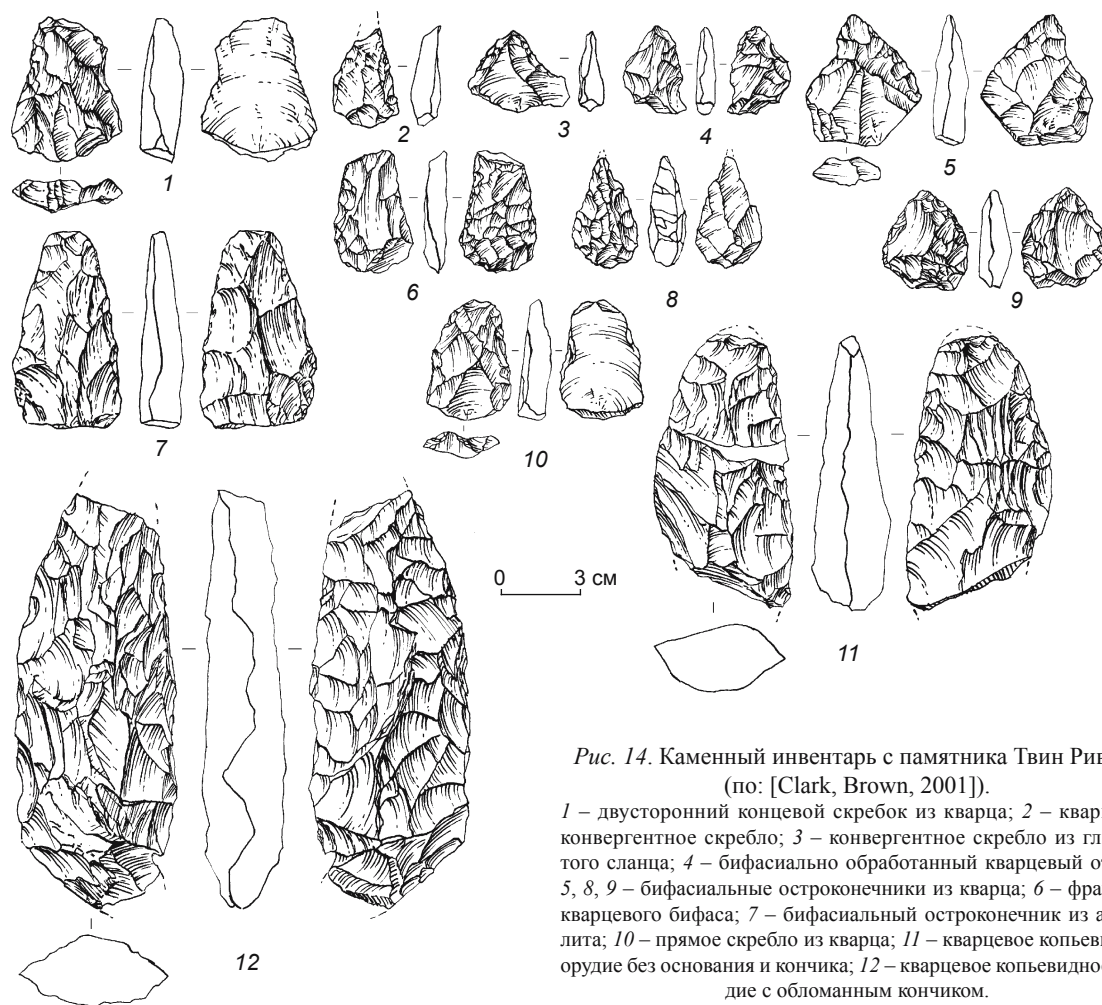 1
2
3
4
5
6
8
9
7
10
0 3 см
11
12
Рис. 14. Каменный инвентарь с памятника Твин Рив
(по: [Clark, Brown, 2001]).
1 – двусторонний концевой скребок из кварца; 2 – квар
конвергентное скребло; 3 – конвергентное скребло из гл
того сланца; 4 – бифасиально обработанный кварцевый от
5, 8, 9 – бифасиальные остроконечники из кварца; 6 – фра
кварцевого бифаса; 7 – бифасиальный остроконечник из а
лита; 10 – прямое скребло из кварца; 11 – кварцевое копьеви
орудие без основания и кончика; 12 – кварцевое копьевидно
дие с обломанным кончиком.